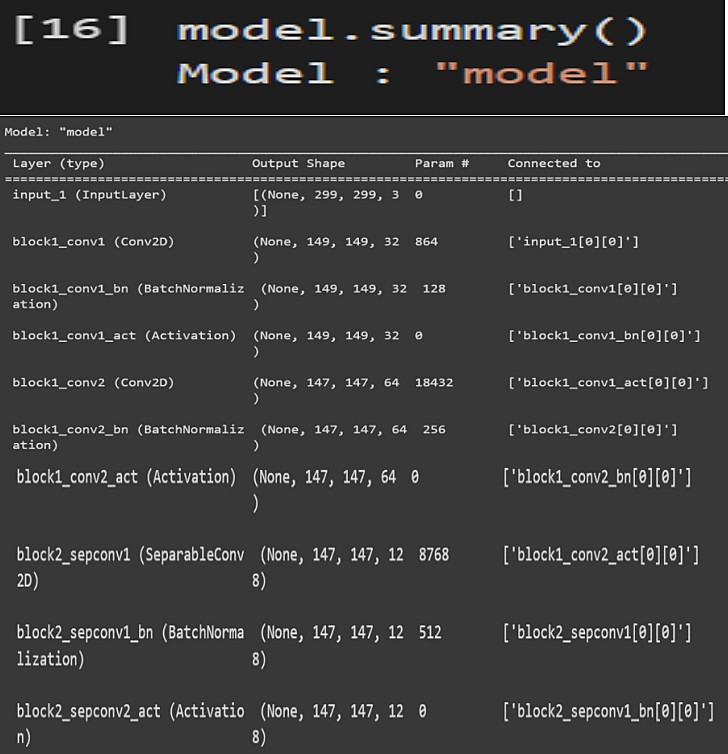 [16] model.summary()
Model : "model"
Model: "model"
Layer (type) Output Shape Param # Connected to
==================================================================================================
input_1 (InputLayer) [(None, 299, 299, 3 0 []
)]
block1_conv1 (Conv2D) (None, 149, 149, 32 864 ['input_1[0][0]']
)
block1_conv1_bn (BatchNormaliz (None, 149, 149, 32 128 ['block1_conv1[0][0]']
ation) )
block1_conv1_act (Activation) (None, 149, 149, 32 0 ['block1_conv1_bn[0][0]']
)
block1_conv2 (Conv2D) (None, 147, 147, 64 18432 ['block1_conv1_act[0][0]']
)
block1_conv2_bn (BatchNormaliz (None, 147, 147, 64 256 ['block1_conv2[0][0]']
ation) )
block1_conv2_act (Activation) (None, 147, 147, 64 0 ['block1_conv2_bn[0][0]']
)
block2_sepconv1 (SeparableConv (None, 147, 147, 12 8768 ['block1_conv2_act[0][0]']
2D) 8)
block2_sepconv1_bn (BatchNorma (None, 147, 147, 12 512 ['block2_sepconv1[0][0]']
lization) 8)
block2_sepconv2_act (Activatio (None, 147, 147, 12 0 ['block2_sepconv1_bn[0][0]']
n) 8)